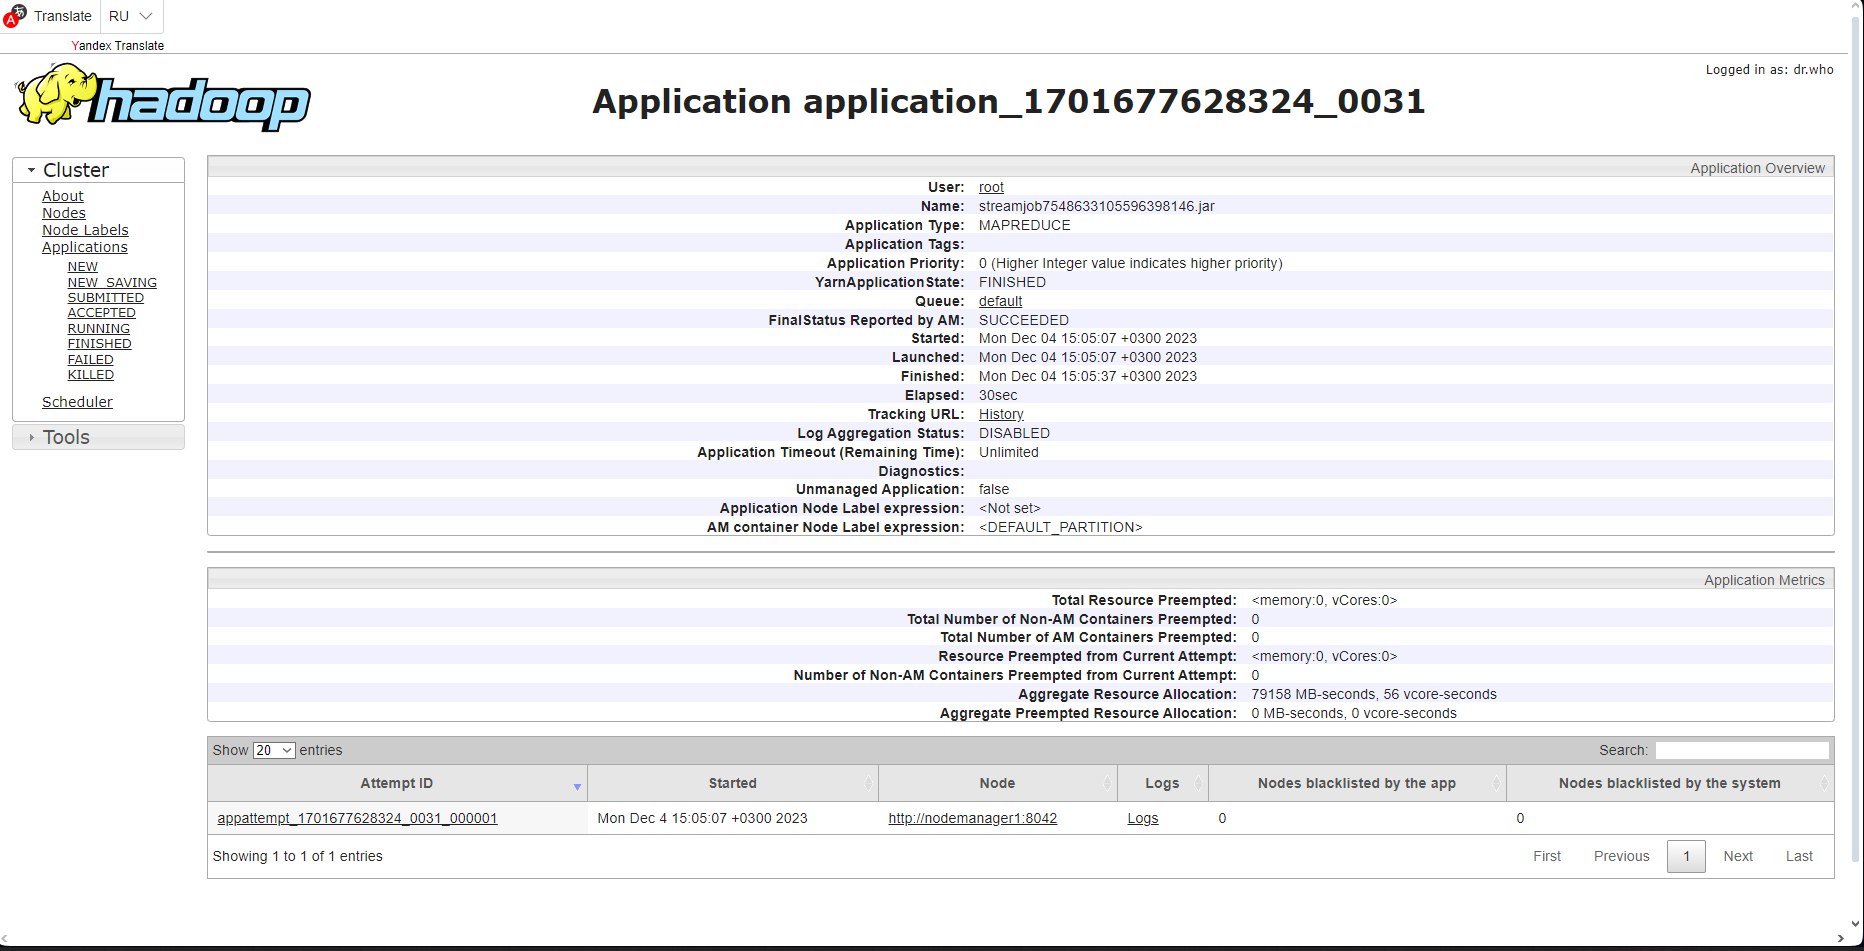 Translate RU
Yandex Translate
Logged in as: dr.who
hadoop
Application application_1701677628324_0031
Cluster
About
Nodes
Node Labels
Applications
NEW
NEW_SAVING
SUBMITTED
ACCEPTED
RUNNING
FINISHED
FAILED
KILLED
Scheduler
Tools
Application Overview
User: root
Name: streamjob7548633105596398146.jar
Application Type: MAPREDUCE
Application Tags:
Application Priority: 0 (Higher Integer value indicates higher priority)
YarnApplicationState: FINISHED
Queue: default
FinalStatus Reported by AM: SUCCEEDED
Started: Mon Dec 04 15:05:07 +0300 2023
Launched: Mon Dec 04 15:05:07 +0300 2023
Finished: Mon Dec 04 15:05:37 +0300 2023
Elapsed: 30sec
Tracking URL: History
Log Aggregation Status: DISABLED
Application Timeout (Remaining Time): Unlimited
Diagnostics:
Unmanaged Application: false
Application Node Label expression: <Not set>
AM container Node Label expression: <DEFAULT_PARTITION>
Application Metrics
Total Resource Preempted: <memory:0, vCores:0>
Total Number of Non-AM Containers Preempted: 0
Total Number of AM Containers Preempted: 0
Resource Preempted from Current Attempt: <memory:0, vCores:0>
Number of Non-AM Containers Preempted from Current Attempt: 0
Aggregate Resource Allocation: 79158 MB-seconds, 56 vcore-seconds
Aggregate Preempted Resource Allocation: 0 MB-seconds, 0 vcore-seconds
Show 20 entries Search:
Attempt ID Started Node Logs Nodes blacklisted by the app Nodes blacklisted by the system
appattempt_1701677628324_0031_000001 Mon Dec 4 15:05:07 +0300 2023 http://nodemanager1:8042 Logs 0 0
Showing 1 to 1 of 1 entries First Previous 1 Next Last